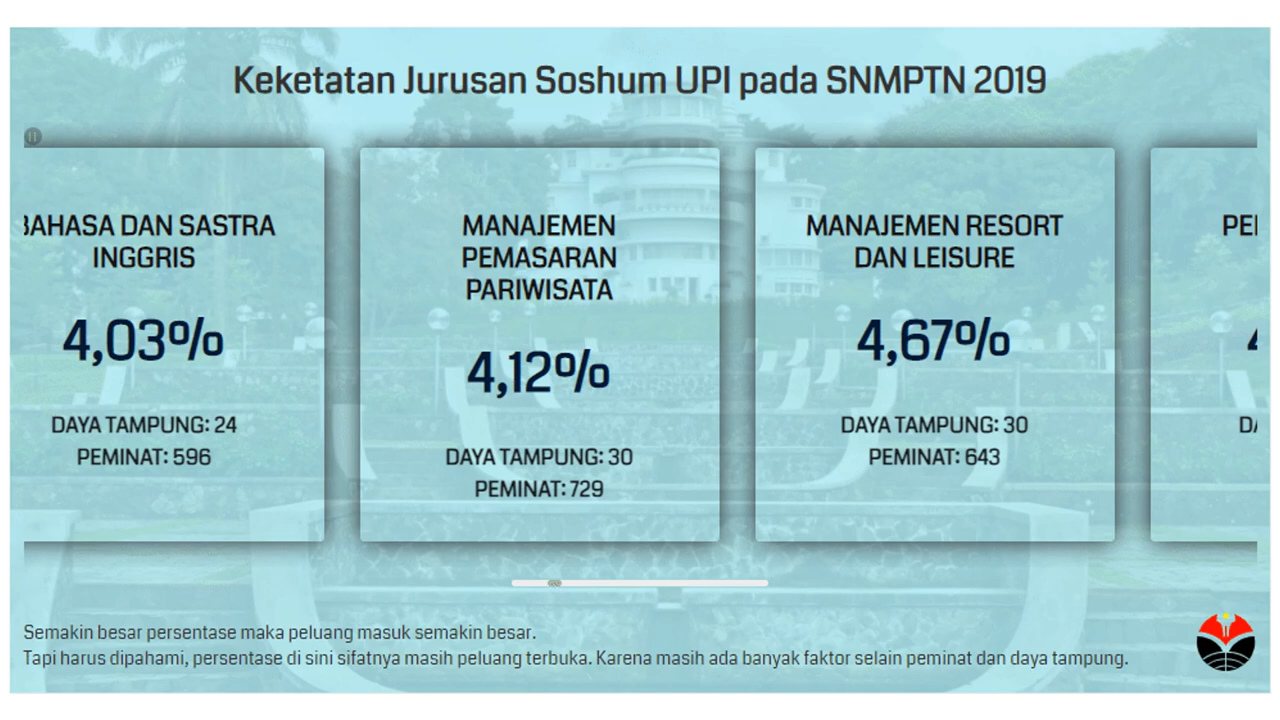 Keketatan Jurusan Soshum UPI pada SNMPTN 2019
BAHASA DAN SASTRA
INGGRIS
4,03%
DAYA TAMPUNG: 24
PEMINAT: 596
MANAJEMEN
PEMASARAN
PARIWISATA
4,12%
DAYA TAMPUNG: 30
PEMINAT: 729
MANAJEMEN RESORT
DAN LEISURE
4,67%
DAYA TAMPUNG: 30
PEMINAT: 643
Semakin besar persentase maka peluang masuk semakin besar.
Tapi harus dipahami, persentase di sini sifatnya masih peluang terbuka. Karena masih ada banyak faktor selain peminat dan daya tampung.